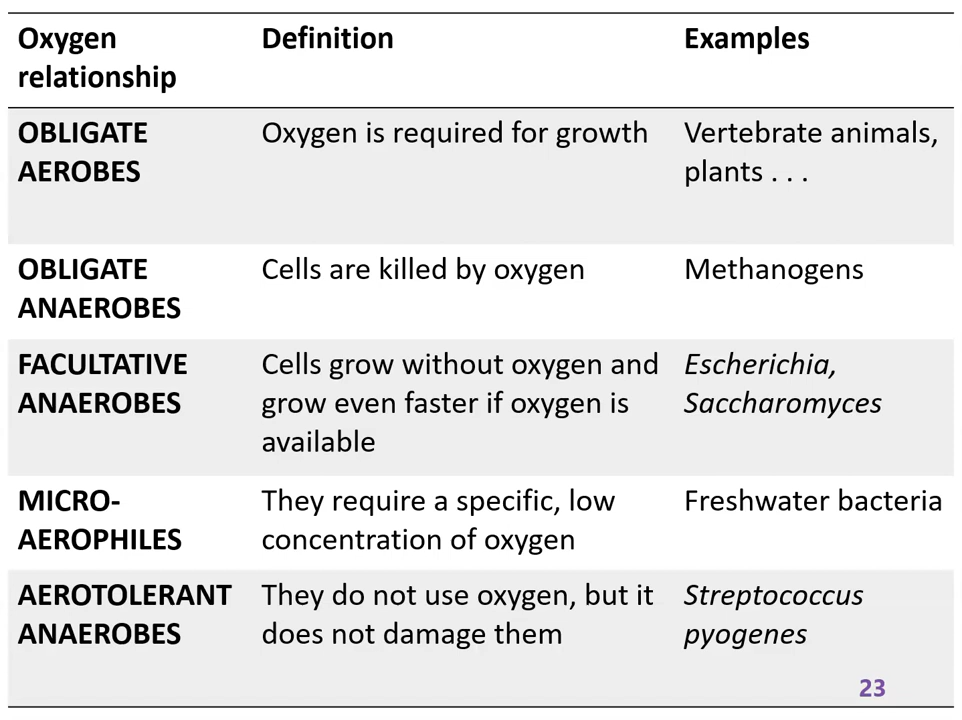 Oxygen relationship Definition Examples
OBLIGATE AEROBES Oxygen is required for growth Vertebrate animals, plants . . .
OBLIGATE ANAEROBES Cells are killed by oxygen Methanogens
FACULTATIVE ANAEROBES Cells grow without oxygen and grow even faster if oxygen is available Escherichia, Saccharomyces
MICRO-AEROPHILES They require a specific, low concentration of oxygen Freshwater bacteria
AEROTOLERANT ANAEROBES They do not use oxygen, but it does not damage them Streptococcus pyogenes
23